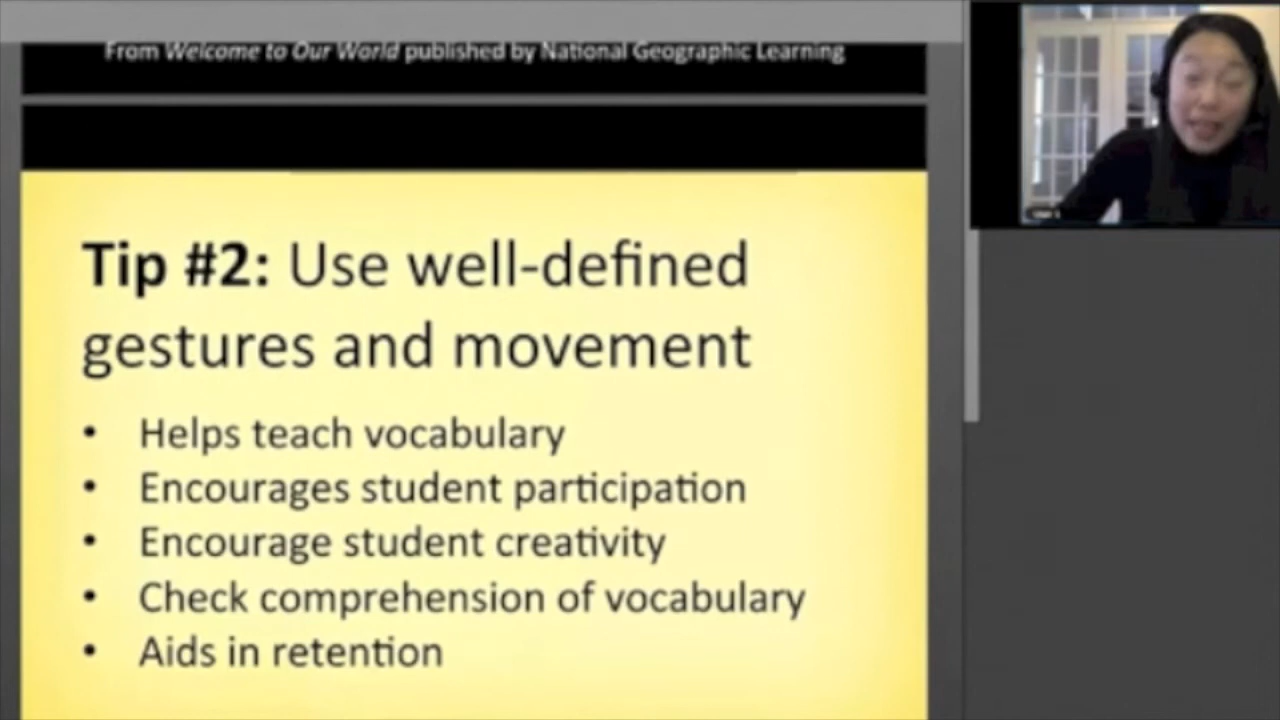 From Welcome to Our World published by National Geographic Learning
Tip #2: Use well-defined
gestures and movement
• Helps teach vocabulary
• Encourages student participation
• Encourage student creativity
• Check comprehension of vocabulary
• Aids in retention